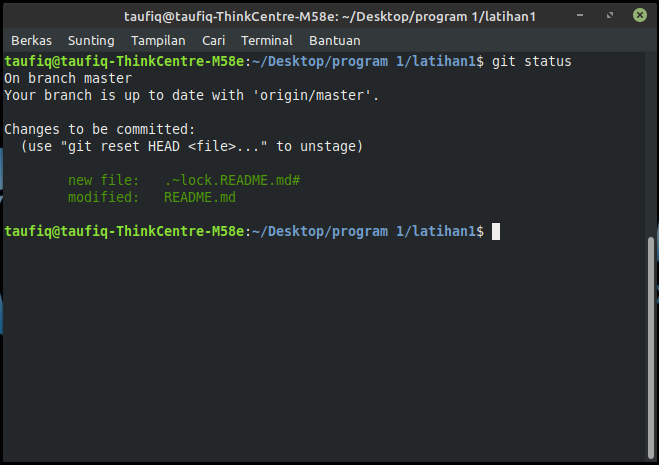 taufiq@taufiq-ThinkCentre-M58e: ~/Desktop/program 1/latihan1
Berkas Sunting Tampilan Cari Terminal Bantuan
taufiq@taufiq-ThinkCentre-M58e:~/Desktop/program 1/latihan1$ git status
On branch master
Your branch is up to date with 'origin/master'.
Changes to be committed:
  (use "git reset HEAD <file>..." to unstage)
        new file:   .~lock.README.md#
        modified:   README.md
taufiq@taufiq-ThinkCentre-M58e:~/Desktop/program 1/latihan1$